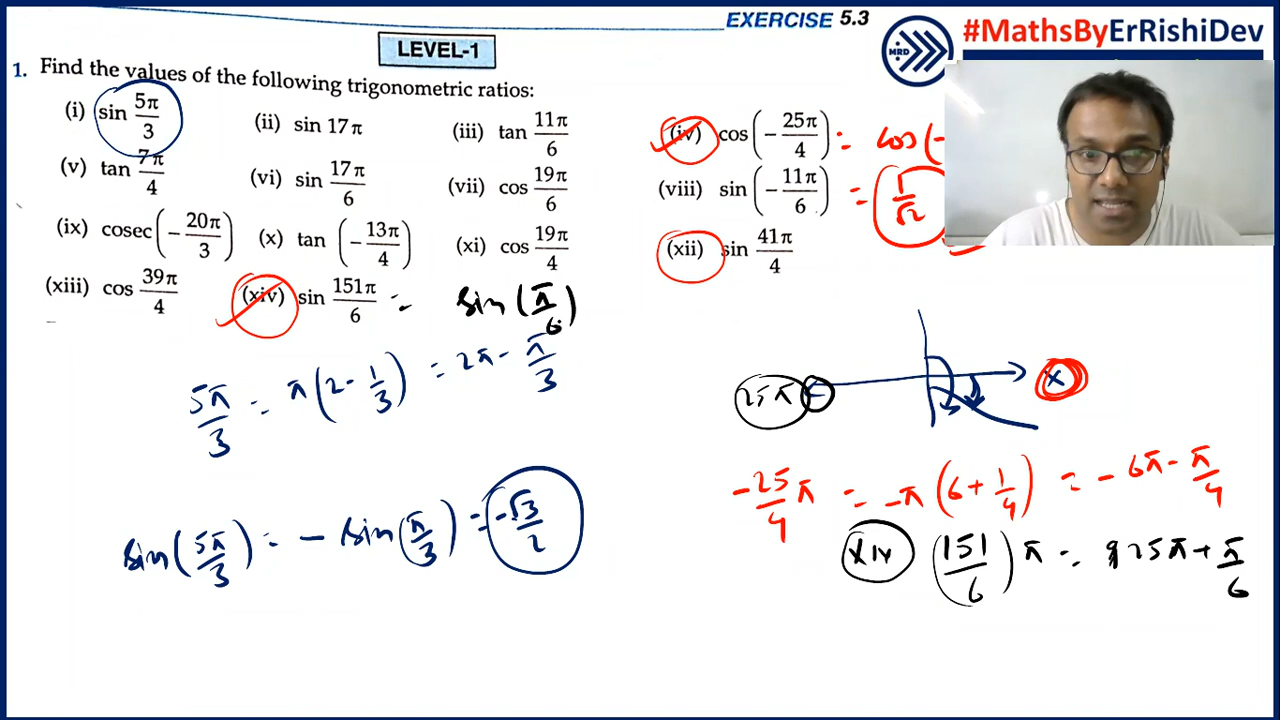 EXERCISE 5.3
MRD
#MathsByErRishiDev
LEVEL-1
1. Find the values of the following trigonometric ratios:
(i) sin 5π/3 (ii) sin 17π (iii) tan 11π/6 (iv) cos(−25π/4) = cos(−
(v) tan 7π/4 (vi) sin 17π/6 (vii) cos 19π/6 (viii) sin(−11π/6) = 1/√2
(ix) cosec(−20π/3) (x) tan(−13π/4) (xi) cos 19π/4 (xii) sin 41π/4
(xiii) cos 39π/4 (xiv) sin 151π/6 = sin(π/6)
5π/3 = π(2 − 1/3) = 2π − π/3
sin(5π/3) = − sin(π/3) = −√3/2
25π
−25/4 π = −π(6 + 1/4) = −6π − π/4
xiv (151/6)π = 25π + π/6